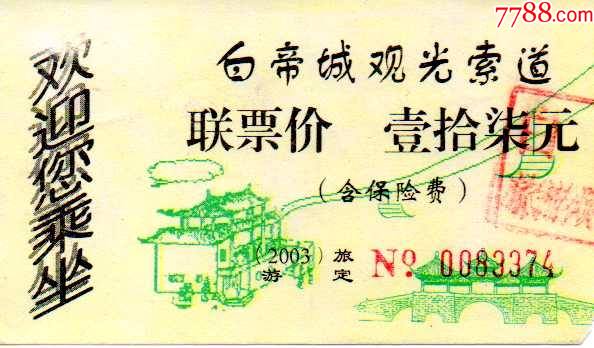 7788.com
欢迎您乘坐
白帝城观光索道
联票价 壹拾柒元
(含保险费)
(2003) 旅游定
No. 0083374